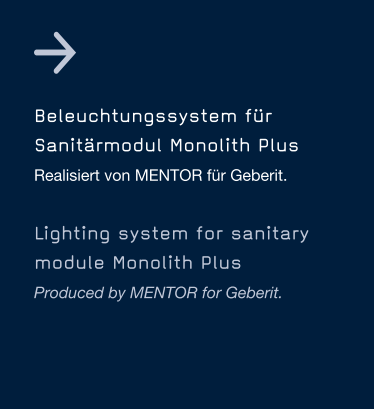 Beleuchtungssystem für
Sanitärmodul Monolith Plus
Realisiert von MENTOR für Geberit.
Lighting system for sanitary
module Monolith Plus
Produced by MENTOR for Geberit.